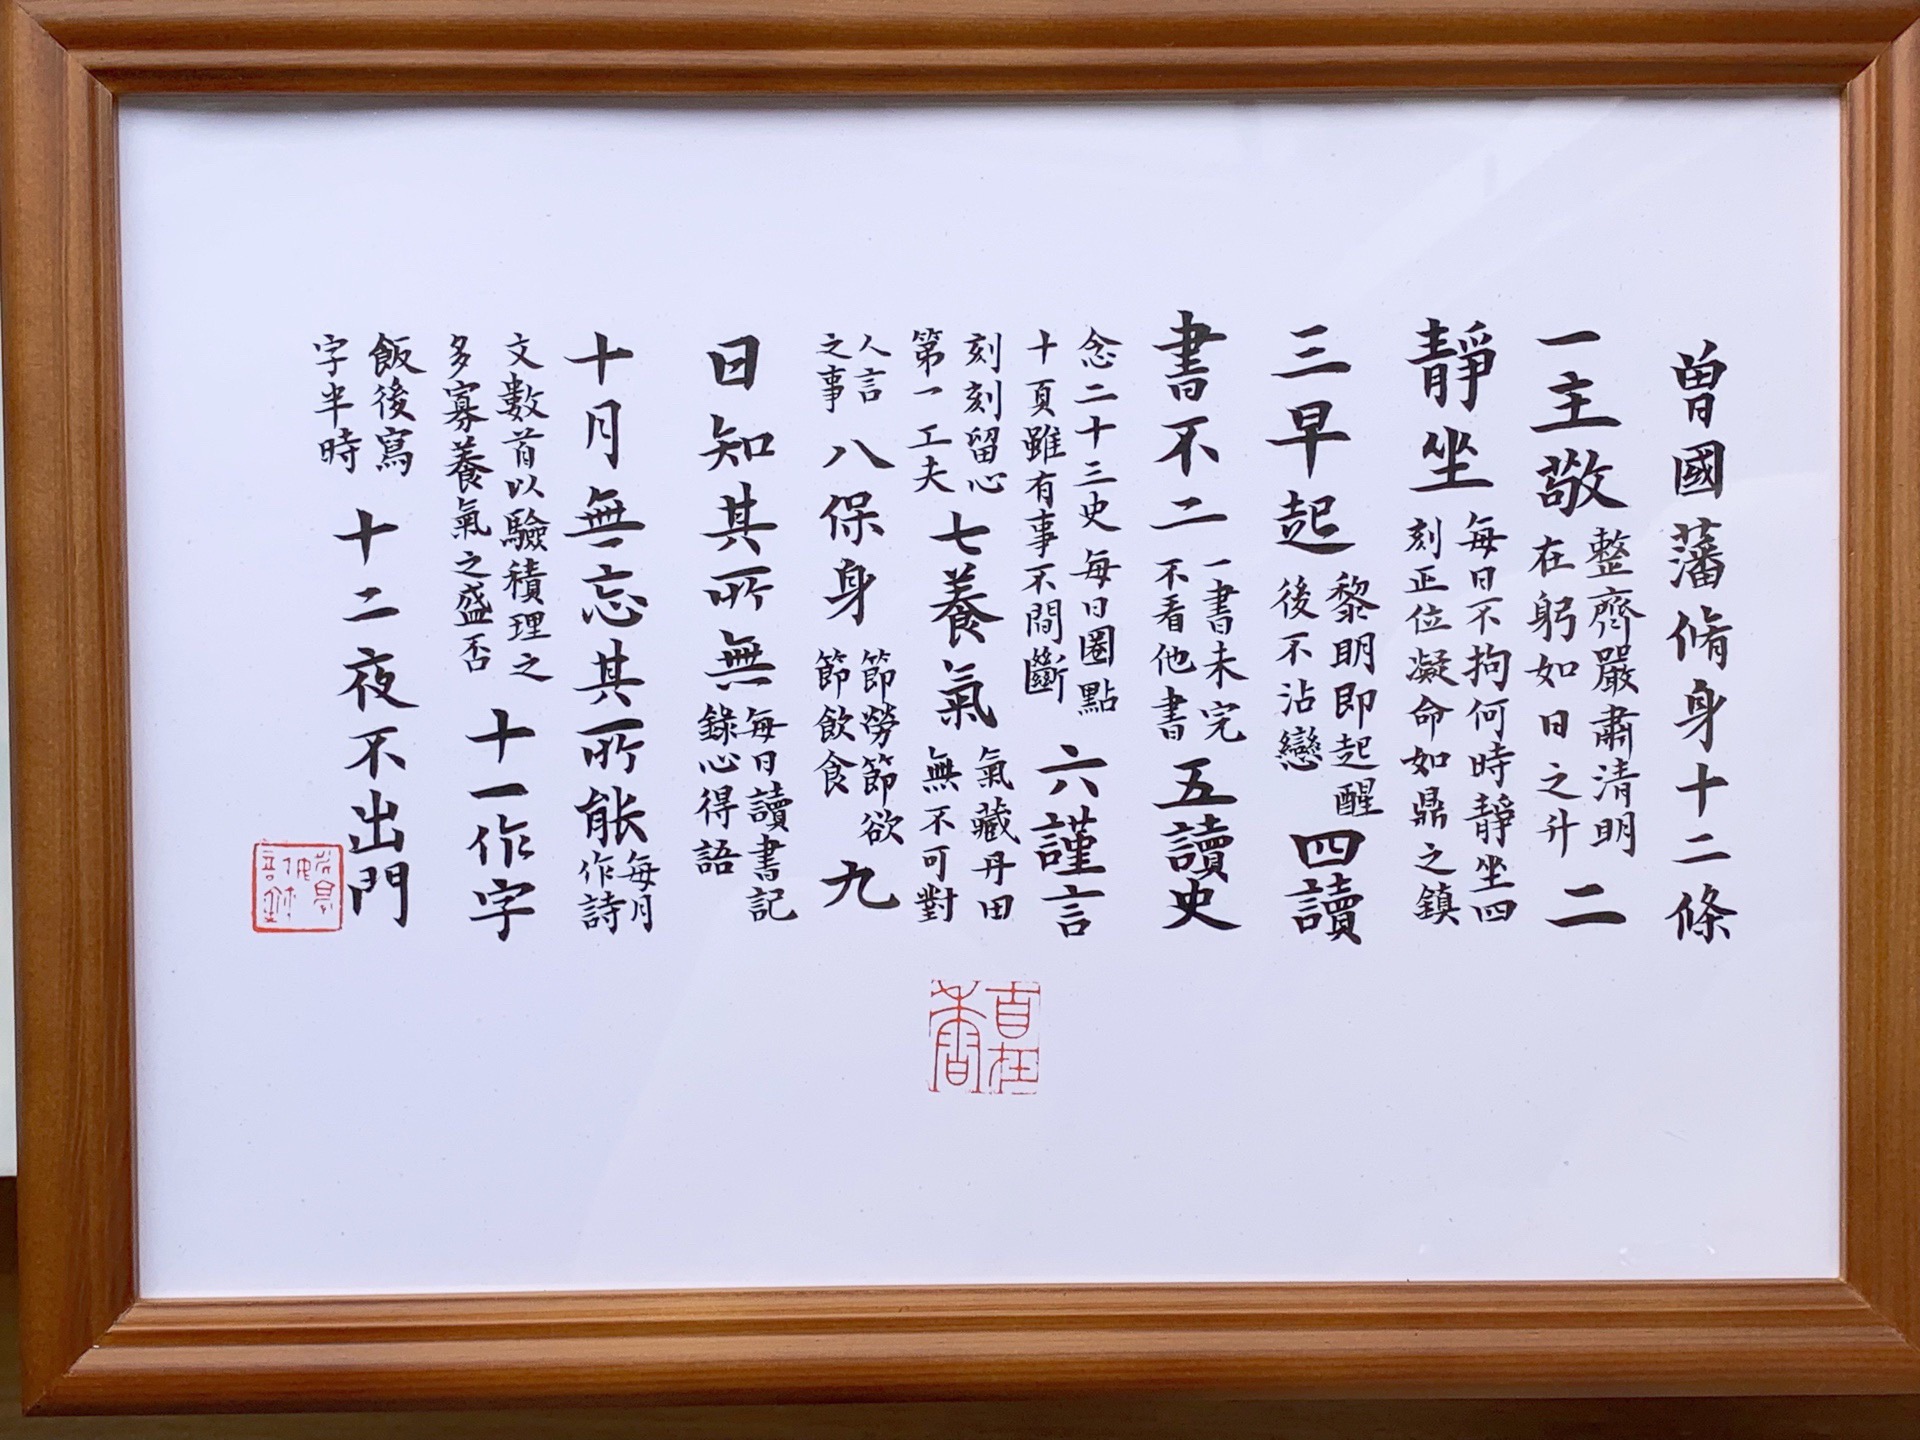 曾國藩脩身十二條
一主敬
整齊嚴肅清明
在躬如日之升
二
靜坐
每日不拘何時靜坐四
刻正位凝命如鼎之鎮
三早起
黎明即起醒
後不沾戀
四讀
書不二
一書未完
不看他書
五讀史
念二十三史每日圈點
十頁雖有事不間斷
六謹言
刻刻留心
第一工夫
七養氣
氣藏丹田
無不可對
人言
之事
八保身
節勞節欲
節飲食
九
日知其所無
每日讀書記
錄心得語
十月無忘其所能
每月
作詩
文數首以驗積理之
多寡養氣之盛否
十一作字
飯後寫
字半時
十二夜不出門